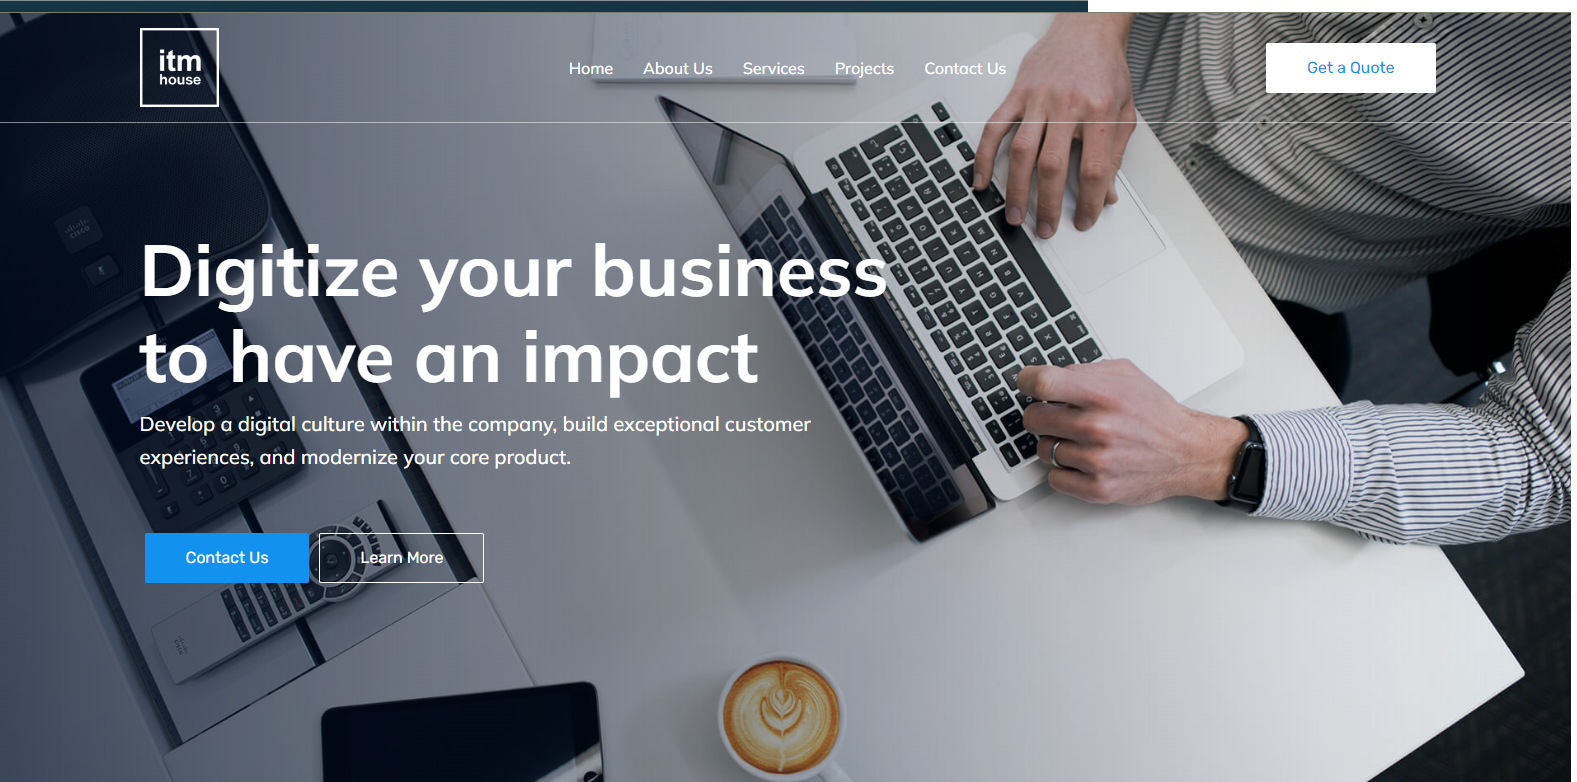 itm
house
Home
About Us
Services
Projects
Contact Us
Get a Quote
Digitize your business
to have an impact
Develop a digital culture within the company, build exceptional customer
experiences, and modernize your core product.
Contact Us
Learn More
CISCO